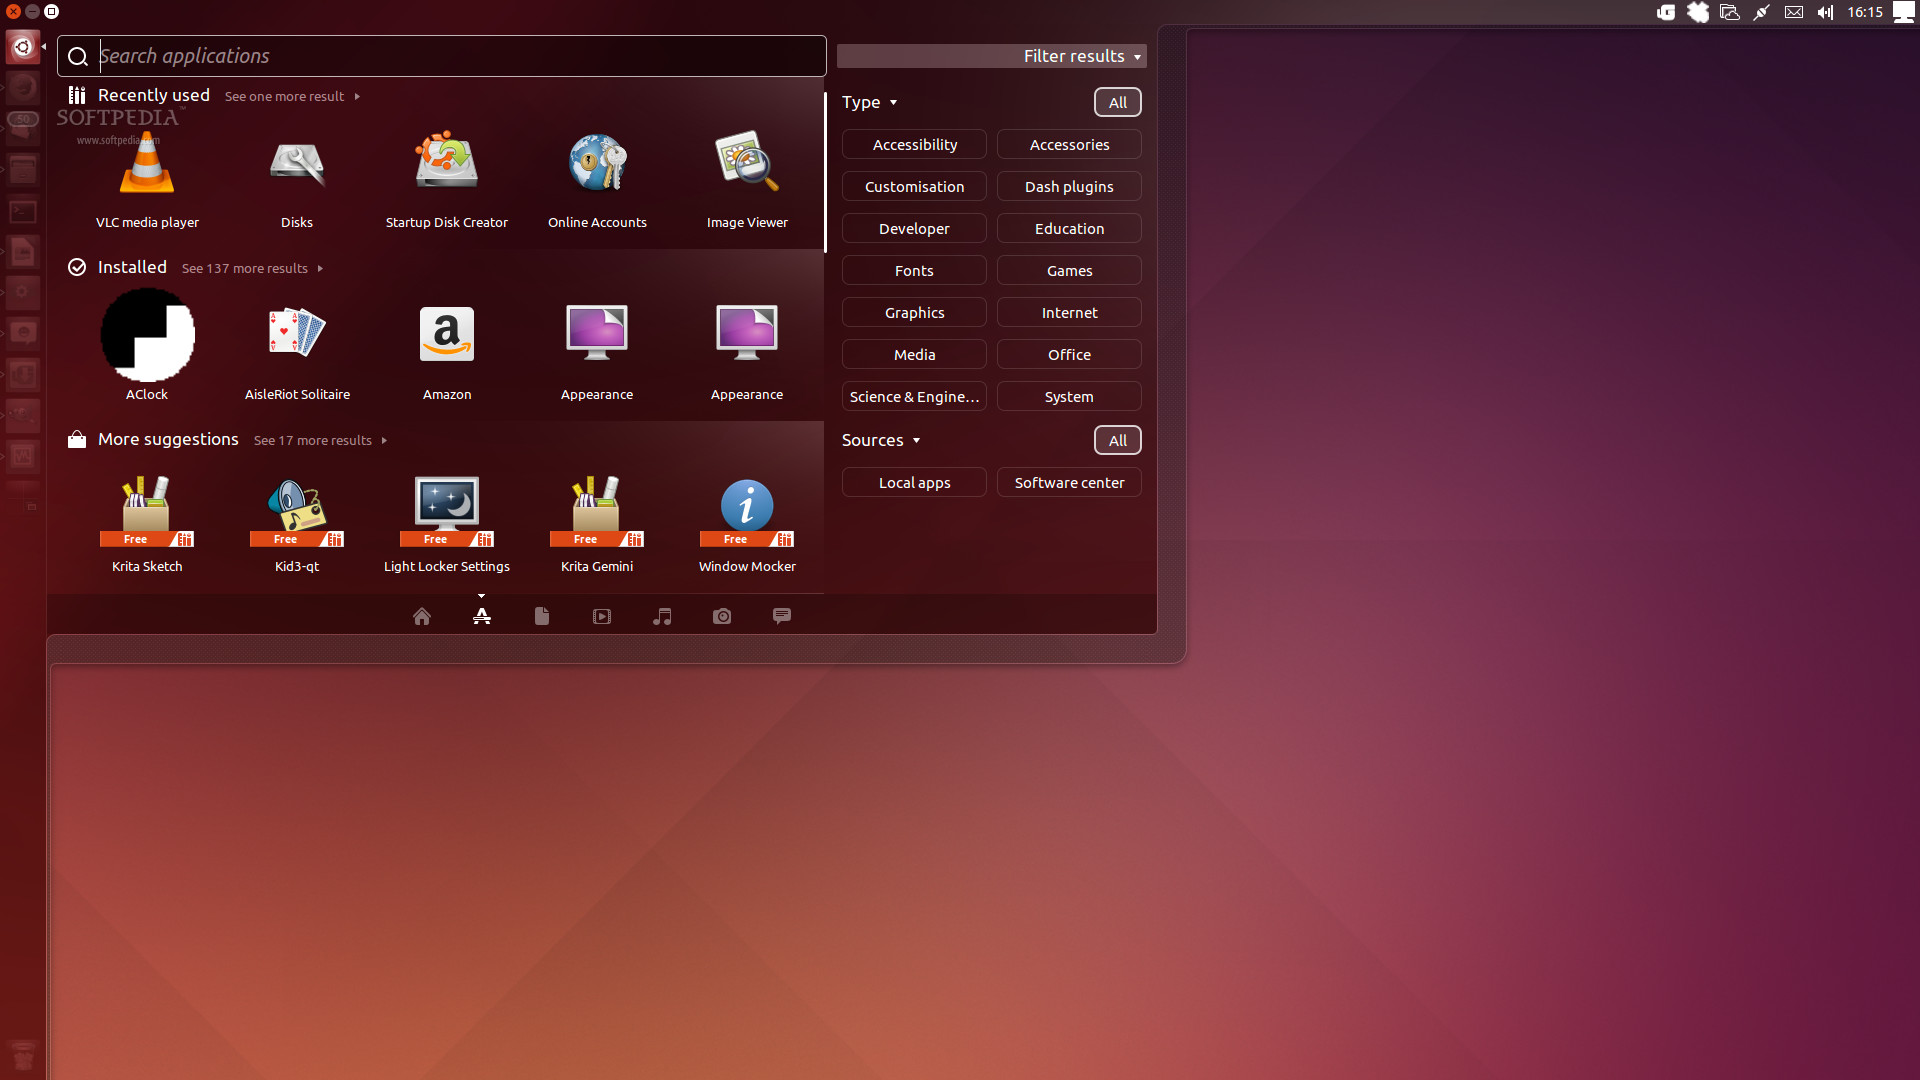 16:15
Search applications
Filter results
Recently used See one more result
SOFTPEDIA™
www.softpedia.com
VLC media player Disks Startup Disk Creator Online Accounts Image Viewer
Installed See 137 more results
a
AClock AisleRiot Solitaire Amazon Appearance Appearance
More suggestions See 17 more results
Free Free Free Free Free
Krita Sketch Kid3-qt Light Locker Settings Krita Gemini Window Mocker
Type All
Accessibility Accessories
Customisation Dash plugins
Developer Education
Fonts Games
Graphics Internet
Media Office
Science & Engine… System
Sources All
Local apps Software center
50